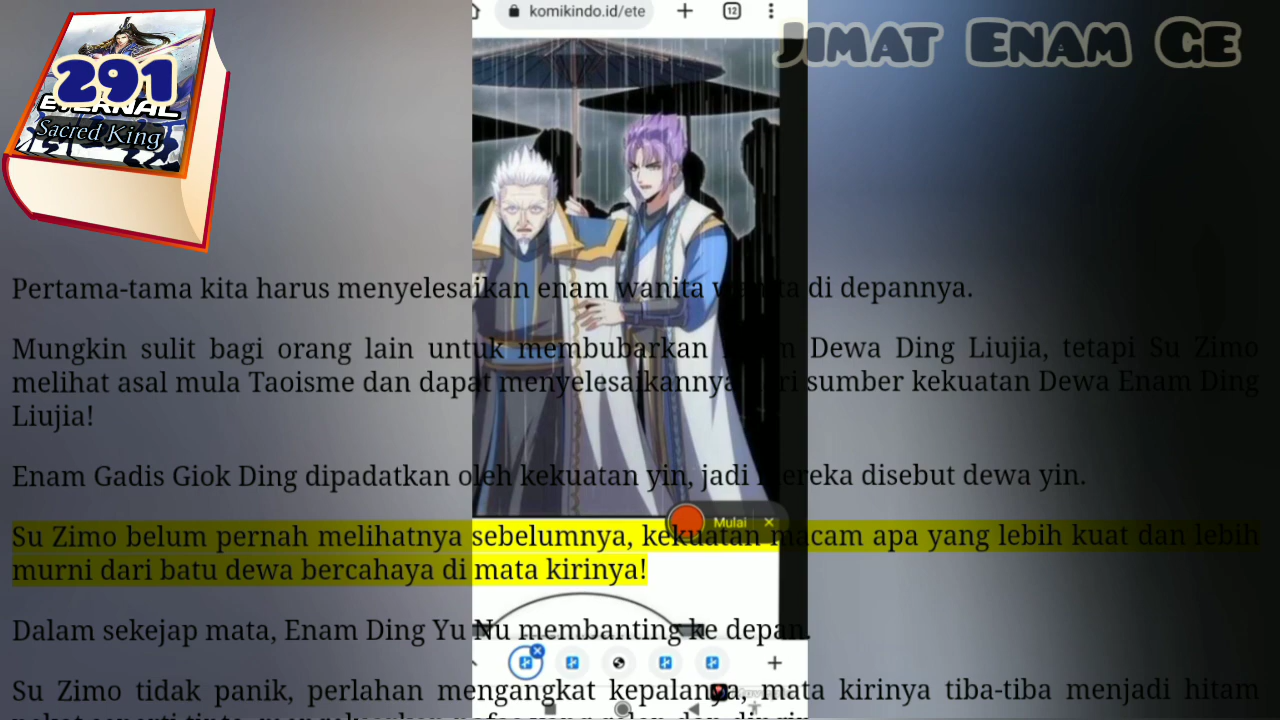 komikindo.id/ete
12
291
ETERNAL
Sacred King
Jimat Enam Ge
Pertama-tama kita harus menyelesaikan enam wanita wanita di depannya.
Mungkin sulit bagi orang lain untuk membubarkan Dewa Ding Liujia, tetapi Su Zimo
melihat asal mula Taoisme dan dapat menyelesaikannya dari sumber kekuatan Dewa Enam Ding
Liujia!
Enam Gadis Giok Ding dipadatkan oleh kekuatan yin, jadi mereka disebut dewa yin.
Mulai
Su Zimo belum pernah melihatnya sebelumnya, kekuatan macam apa yang lebih kuat dan lebih
murni dari batu dewa bercahaya di mata kirinya!
Dalam sekejap mata, Enam Ding Yu Nu membanting ke depan.
Su Zimo tidak panik, perlahan mengangkat kepalanya, mata kirinya tiba-tiba menjadi hitam